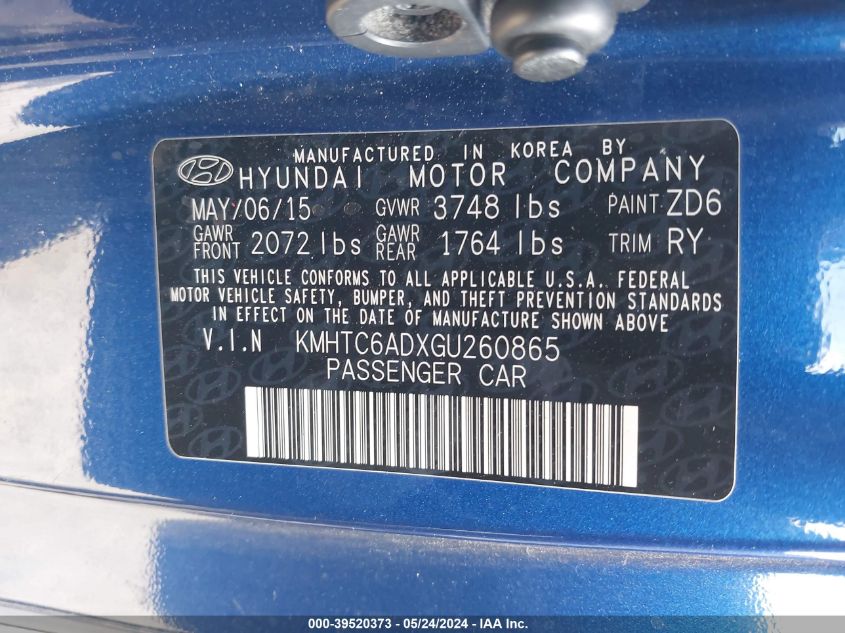 MANUFACTURED IN KOREA BY
HYUNDAI MOTOR COMPANY
MAY/06/15 GVWR 3748 lbs PAINT ZD6
GAWR FRONT 2072 lbs GAWR REAR 1764 lbs TRIM RY
THIS VEHICLE CONFORMS TO ALL APPLICABLE U.S.A. FEDERAL
MOTOR VEHICLE SAFETY, BUMPER, AND THEFT PREVENTION STANDARDS
IN EFFECT ON THE DATE OF MANUFACTURE SHOWN ABOVE.
V.I.N KMHTC6ADXGU260865
PASSENGER CAR
000-39520373 - 05/24/2024 - IAA Inc.